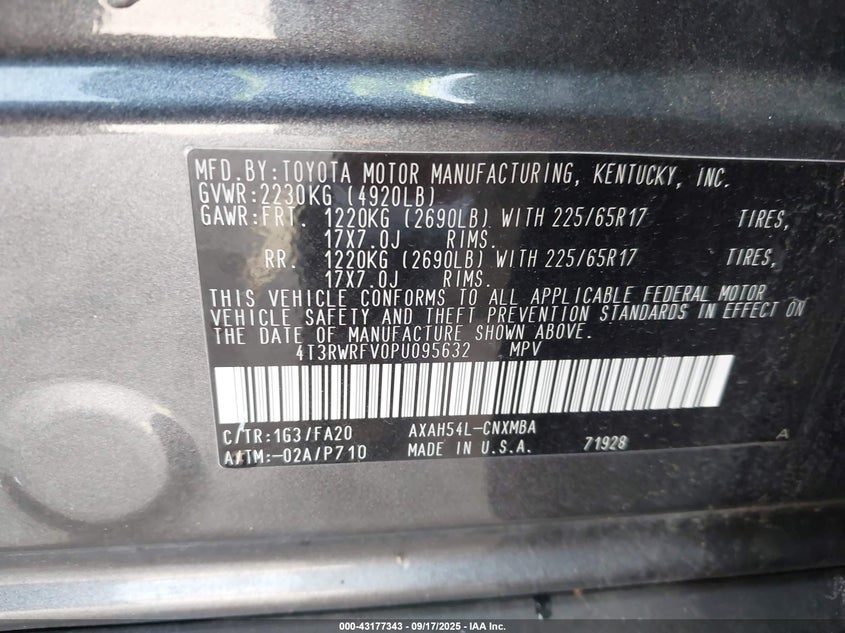 MFD.BY:TOYOTA MOTOR MANUFACTURING, KENTUCKY, INC.
GVWR:2230KG (4920LB)
GAWR:FRT. 1220KG (2690LB) WITH 225/65R17 TIRES,
17X7.0J RIMS.
RR. 1220KG (2690LB) WITH 225/65R17 TIRES,
17X7.0J RIMS.
THIS VEHICLE CONFORMS TO ALL APPLICABLE FEDERAL MOTOR
VEHICLE SAFETY AND THEFT PREVENTION STANDARDS IN EFFECT ON
THE DATE OF MANUFACTURE SHOWN ABOVE.
4T3RWRFV0PU095632 MPV
C/TR:1G3/FA20 AXAH54L-CNXMBA
A/TM:-02A/P710 MADE IN U.S.A. 71928 A
000-43177343 - 09/17/2025 - IAA Inc.